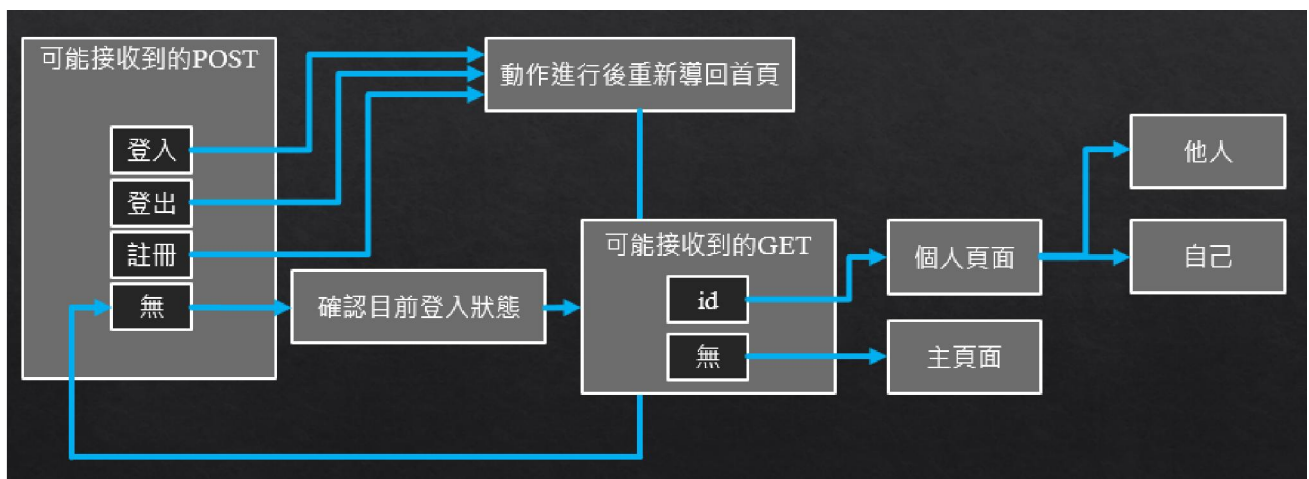 可能接收到的POST
登入
登出
註冊
無
動作進行後重新導回首頁
確認目前登入狀態
可能接收到的GET
id
無
個人頁面
主頁面
他人
自己